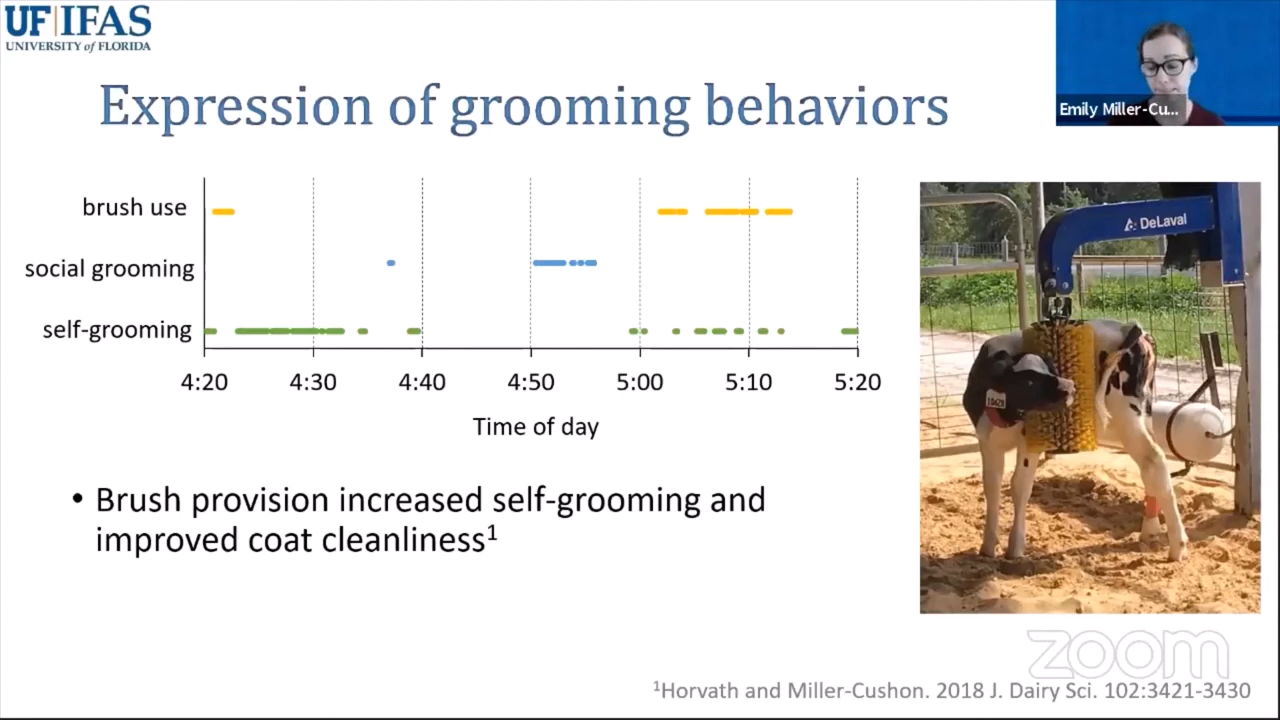 UF|IFAS
UNIVERSITY of FLORIDA
Expression of grooming behaviors
Emily Miller-Cu...
brush use
social grooming
self-grooming
4:20 4:30 4:40 4:50 5:00 5:10 5:20
Time of day
DeLaval
• Brush provision increased self-grooming and
improved coat cleanliness¹
zoom
¹Horvath and Miller-Cushon. 2018 J. Dairy Sci. 102:3421-3430